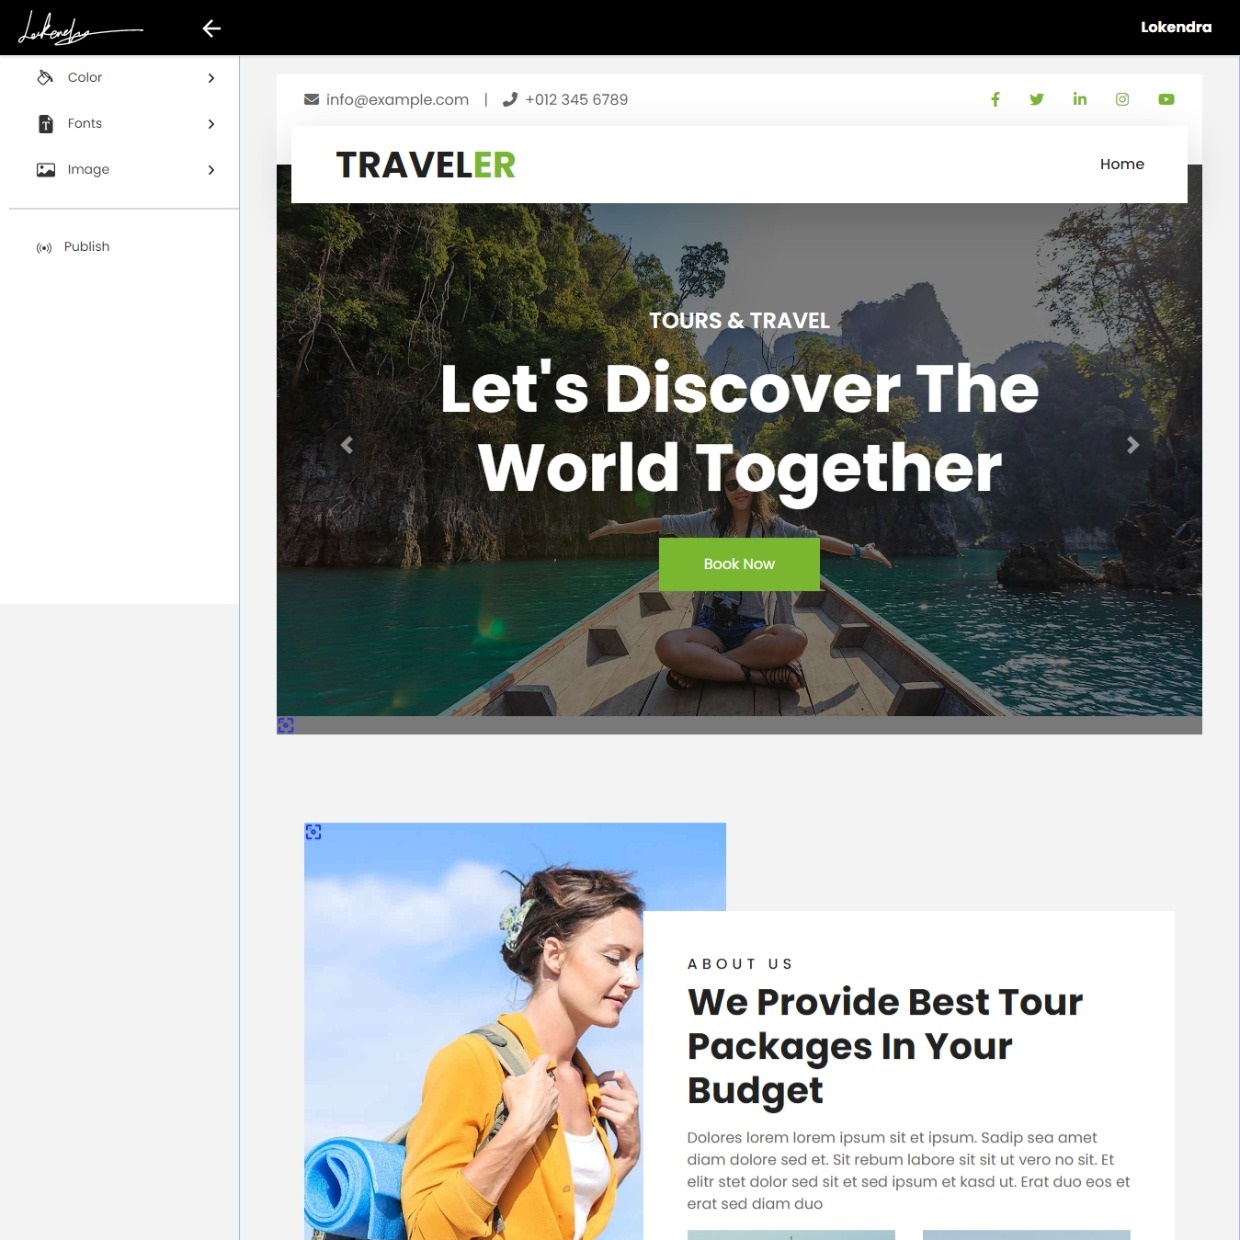 Lokendra
Lokendra
Color
Fonts
Image
Publish
info@example.com | +012 345 6789
TRAVELER
Home
TOURS & TRAVEL
Let's Discover The
World Together
Book Now
ABOUT US
We Provide Best Tour
Packages In Your
Budget
Dolores lorem lorem ipsum sit et ipsum. Sadip sea amet
diam dolore sed et. Sit rebum labore sit sit ut vero no sit. Et
elitr stet dolor sed sit et sed ipsum et kasd ut. Erat duo eos et
erat sed diam duo